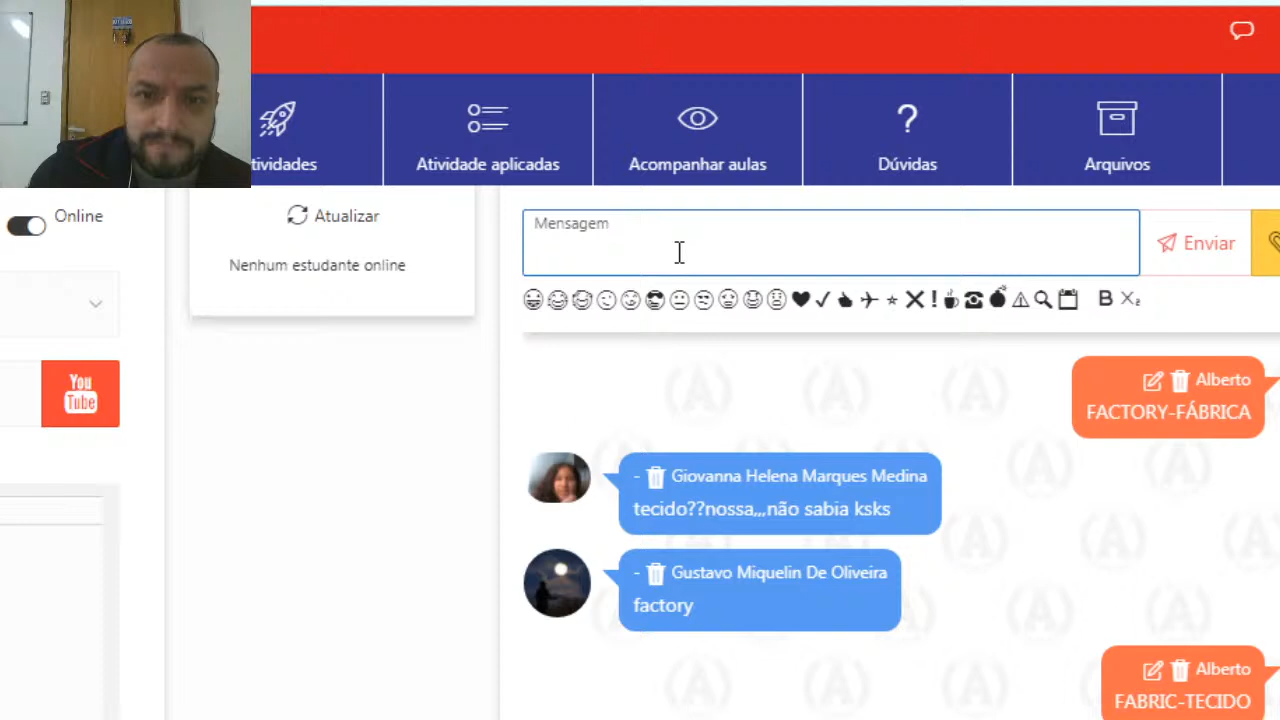 tividades
Atividade aplicadas
Acompanhar aulas
?
Dúvidas
Arquivos
Online
Atualizar
Nenhum estudante online
Mensagem
Enviar
B X₂
You
Tube
Alberto
FACTORY-FÁBRICA
- Giovanna Helena Marques Medina
tecido??nossa,,,não sabia ksks
- Gustavo Miquelin De Oliveira
factory
Alberto
FABRIC-TECIDO